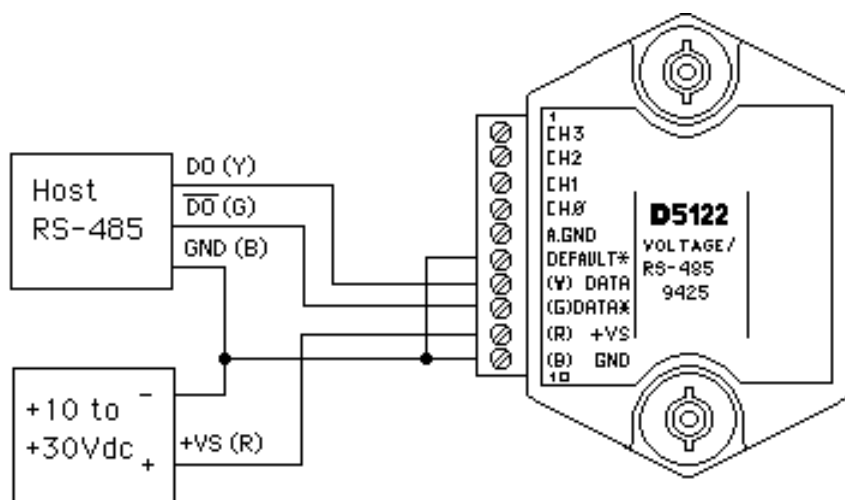 Host
RS-485
DO (Y)
DO (G)
GND (B)
+10 to -
+30Vdc +
+VS (R)
1
CH3
CH2
CH1
CH0
A.GND
DEFAULT*
(Y) DATA
(G)DATA*
(R) +VS
(B) GND
10
D5122
VOLTAGE/
RS-485
9425